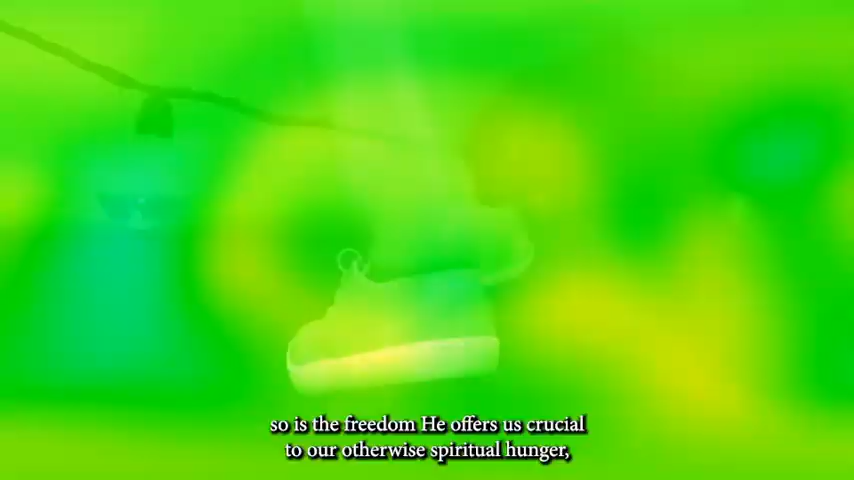 so is the freedom He offers us crucial
to our otherwise spiritual hunger,